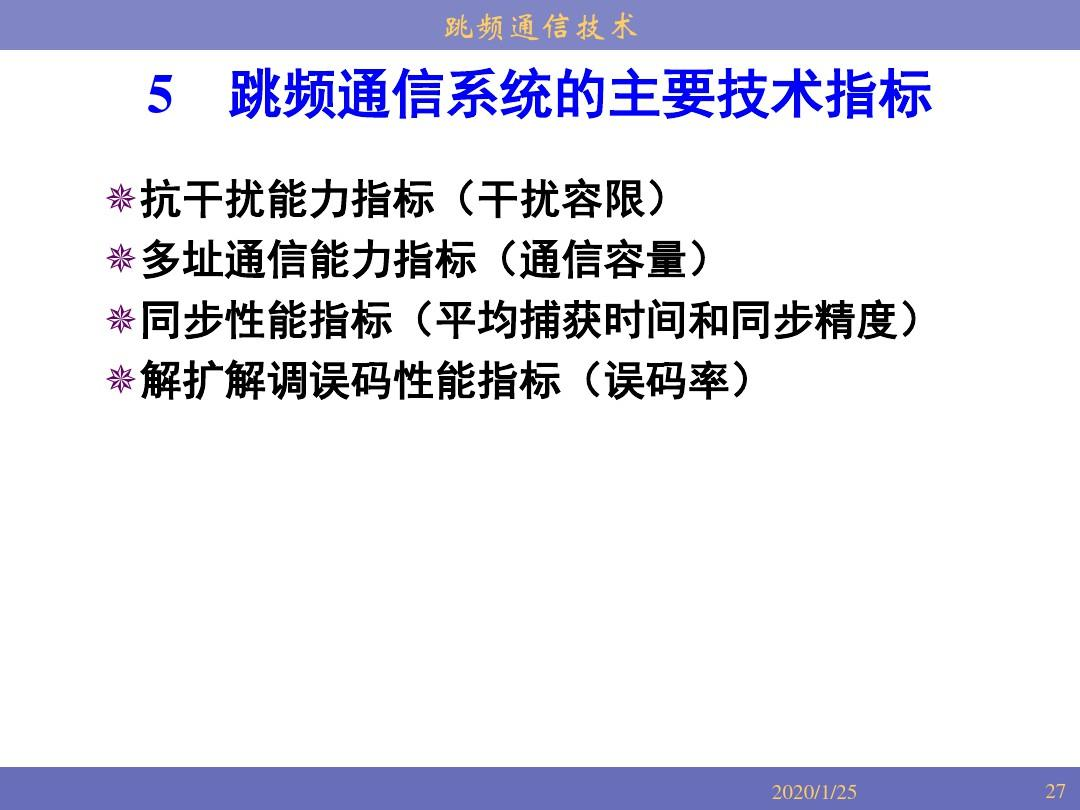 跳频通信技术
5 跳频通信系统的主要技术指标
抗干扰能力指标（干扰容限）
多址通信能力指标（通信容量）
同步性能指标（平均捕获时间和同步精度）
解扩解调误码性能指标（误码率）
2020/1/25 27